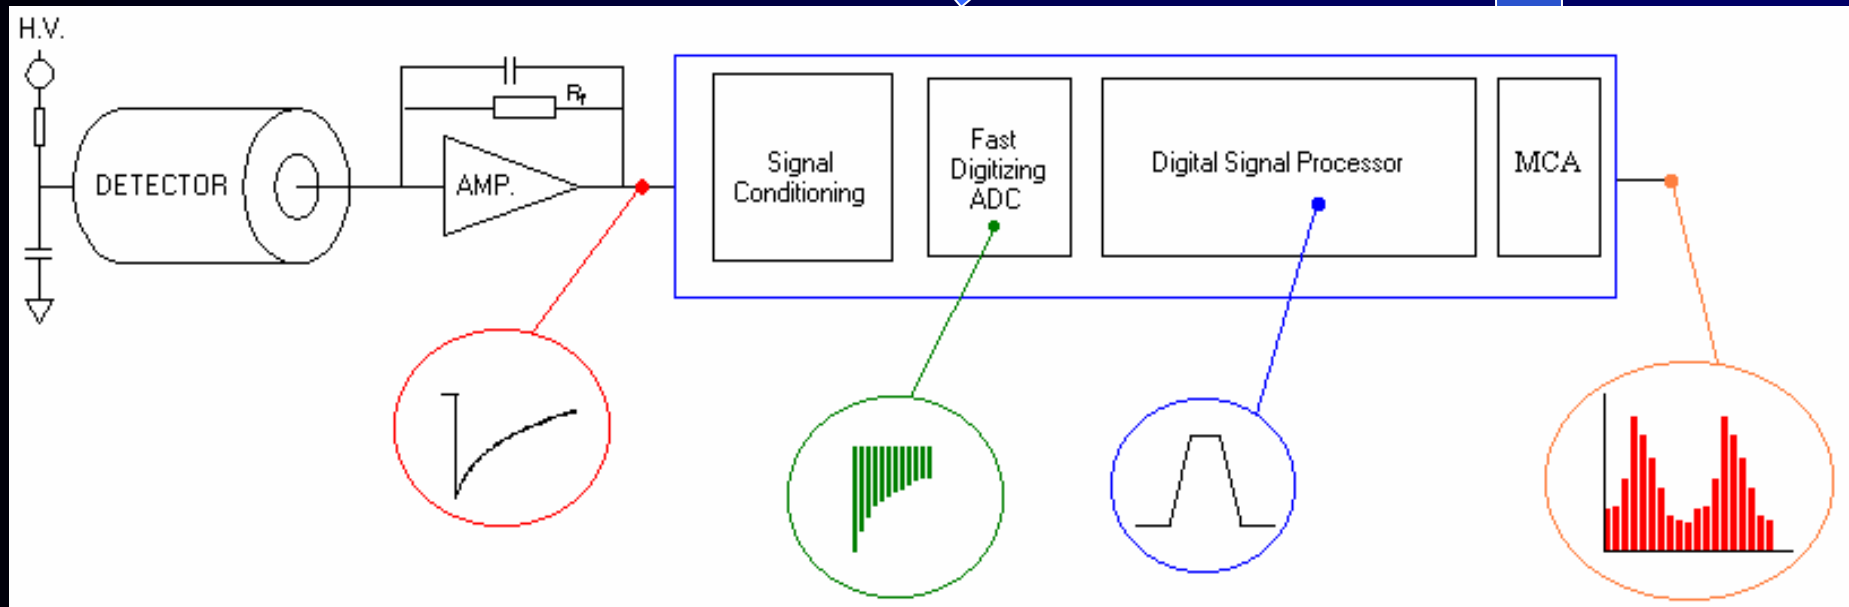 H.V.
DETECTOR
AMP.
Rf
Signal
Conditioning
Fast
Digitizing
ADC
Digital Signal Processor
MCA